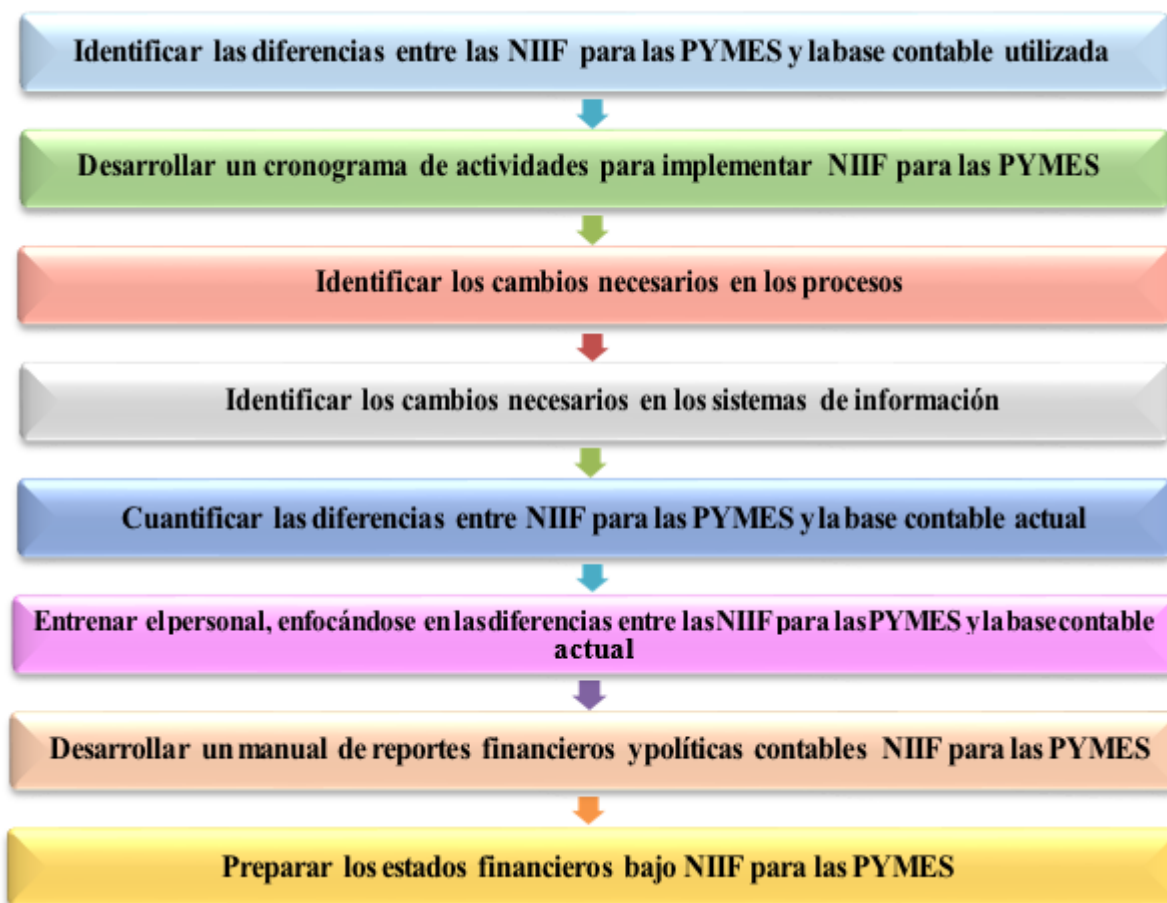 Identificar las diferencias entre las NIIF para las PYMES y la base contable utilizada
Desarrollar un cronograma de actividades para implementar NIIF para las PYMES
Identificar los cambios necesarios en los procesos
Identificar los cambios necesarios en los sistemas de información
Cuantificar las diferencias entre NIIF para las PYMES y la base contable actual
Entrenar el personal, enfocándose en las diferencias entre las NIIF para las PYMES y la base contable
actual
Desarrollar un manual de reportes financieros y políticas contables NIIF para las PYMES
Preparar los estados financieros bajo NIIF para las PYMES